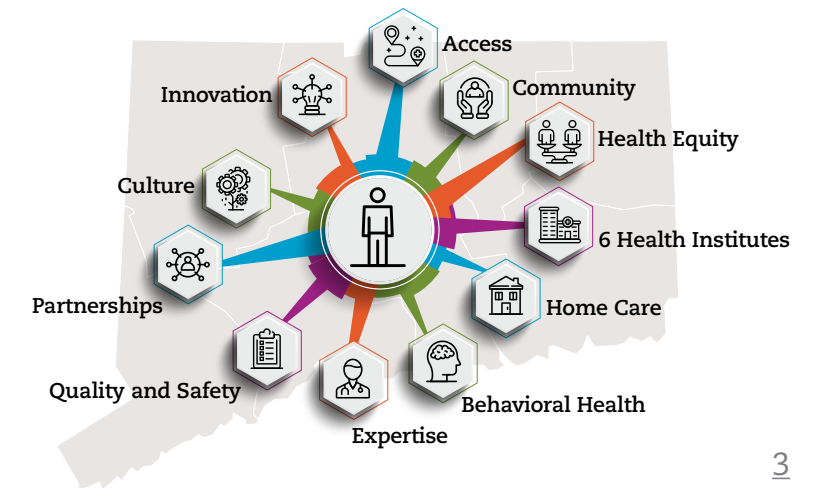 Access
Innovation
Community
Health Equity
Culture
6 Health Institutes
Partnerships
Home Care
Quality and Safety
Behavioral Health
Expertise
3